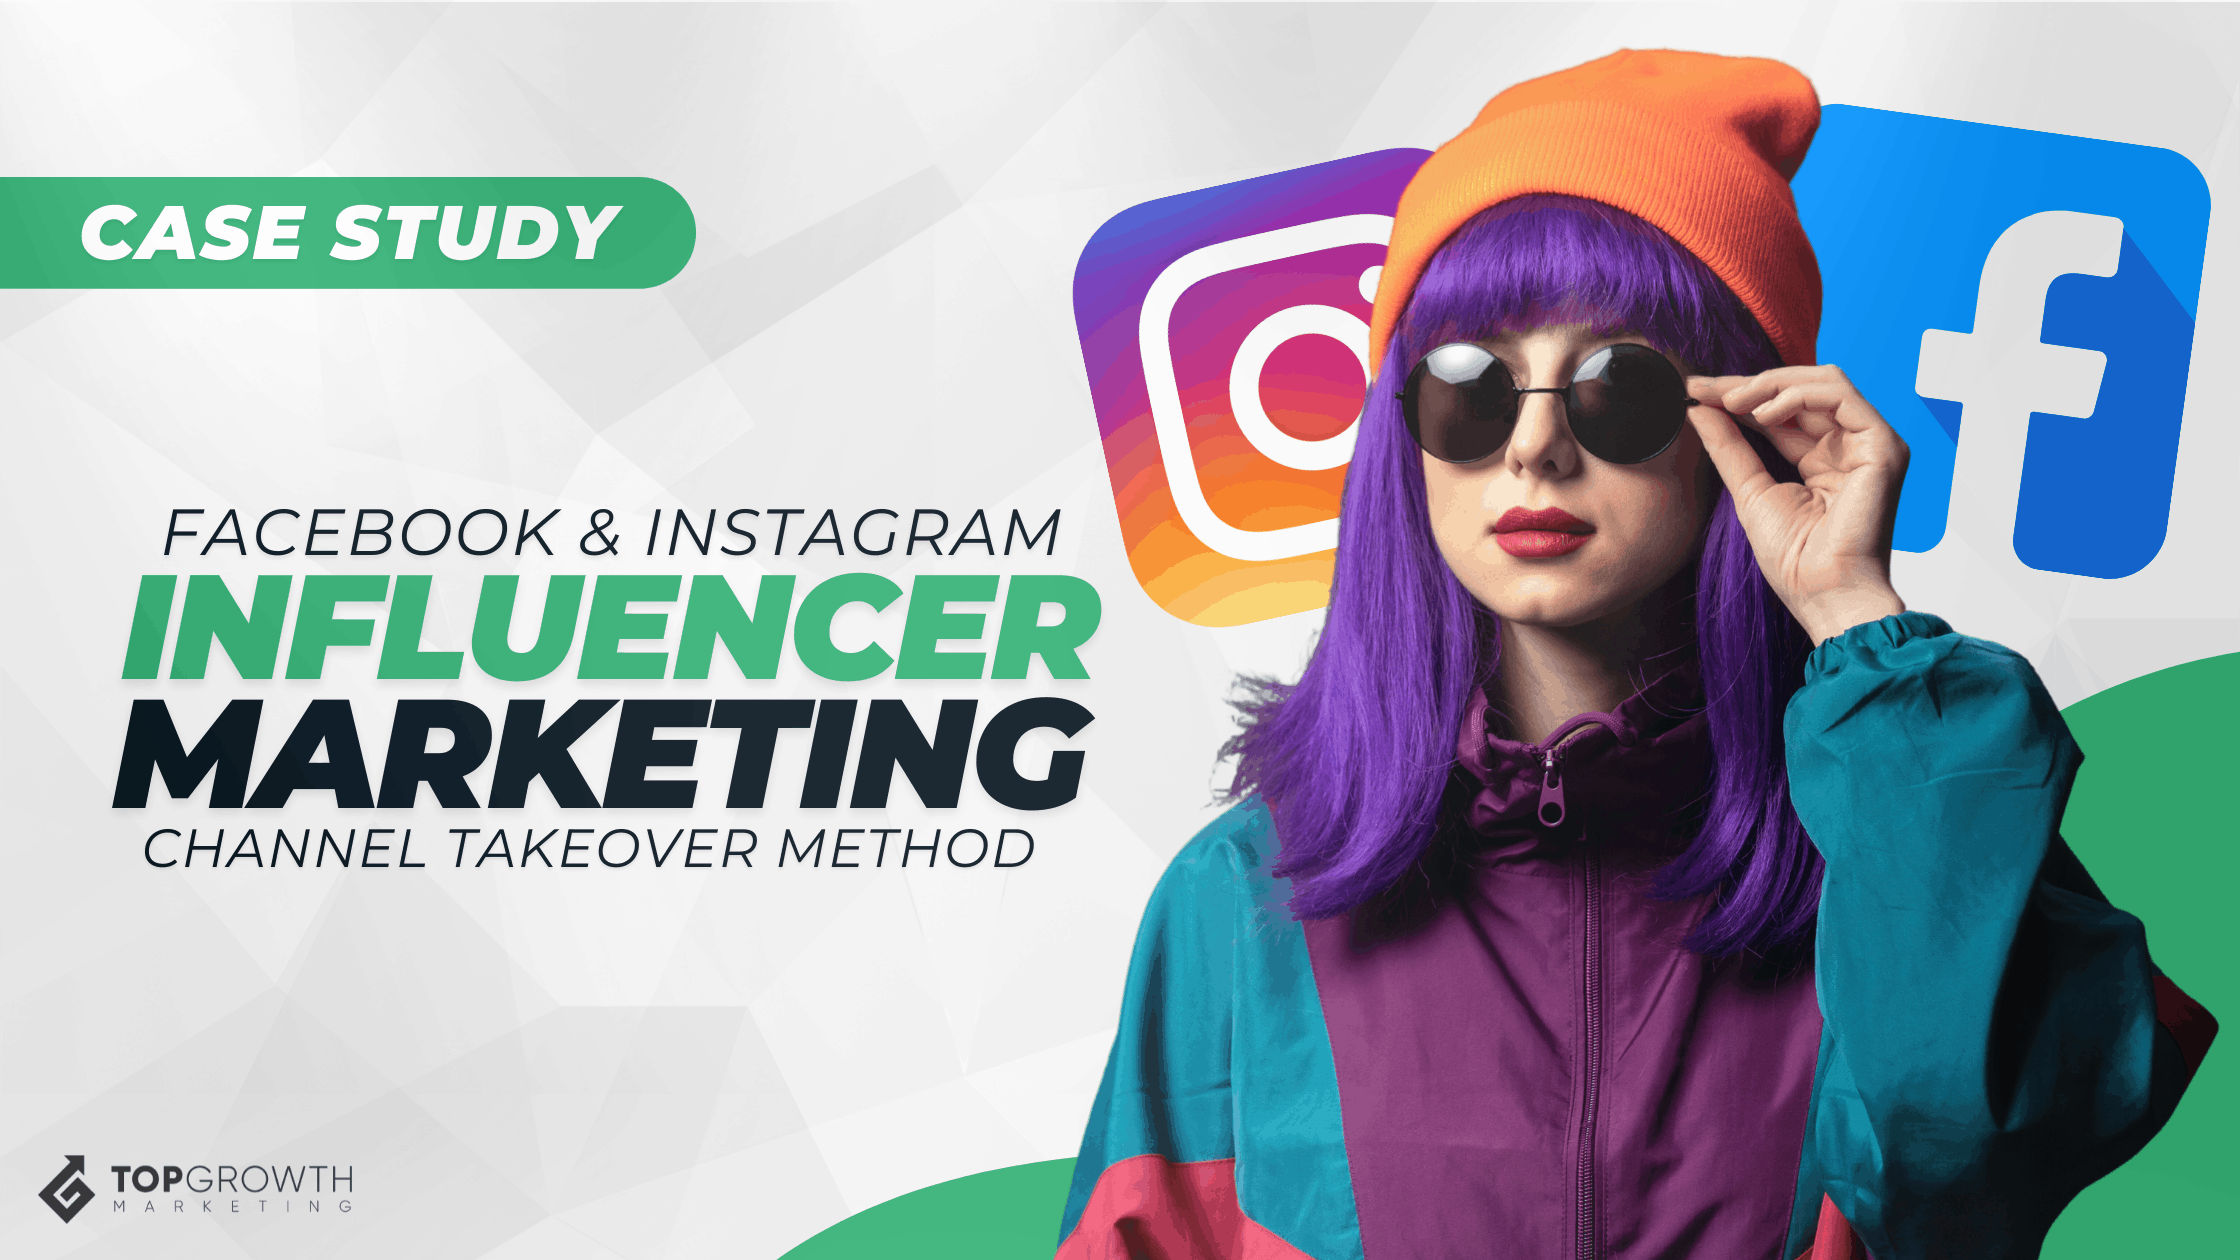 CASE STUDY
FACEBOOK & INSTAGRAM
INFLUENCER
MARKETING
CHANNEL TAKEOVER METHOD
TOPGROWTH
MARKETING